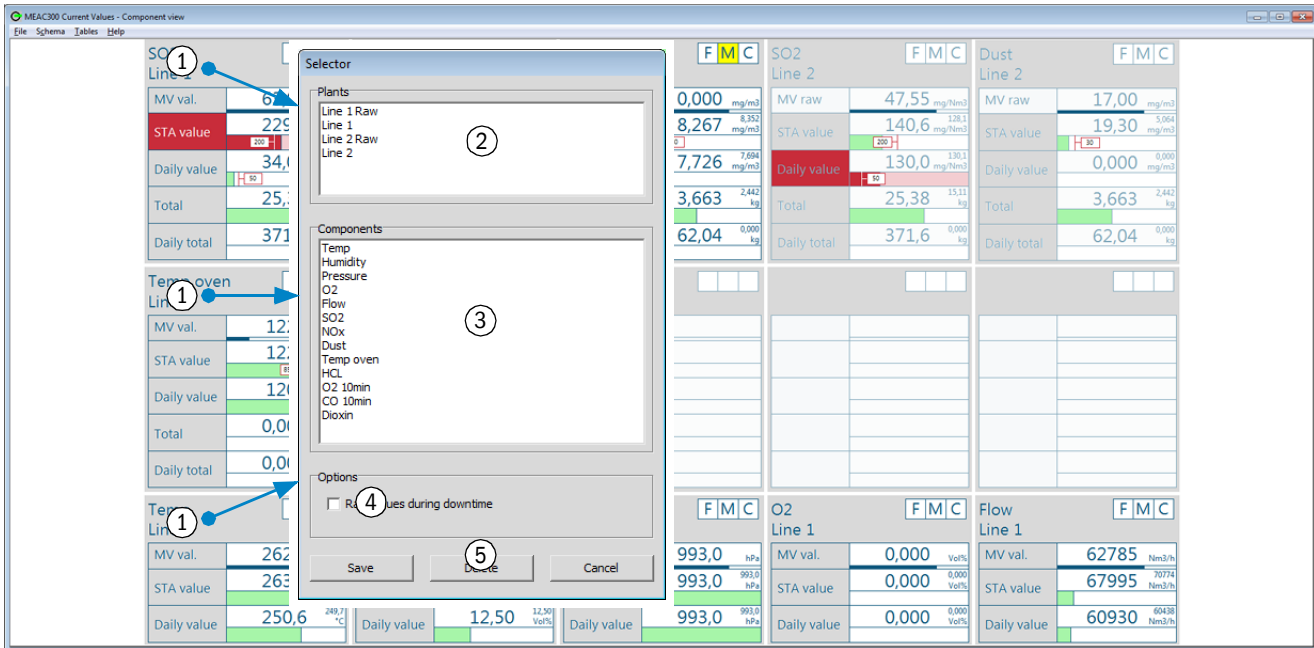 MEAC300 Current Values - Component view
File Schema Tables Help
Line 1
MV val.
STA value 229
200
Daily value 34,
50
Total 25,
Daily total 371
1
Selector
Plants
Line 1 Raw
Line 1
Line 2 Raw
Line 2
2
Components
Temp
Humidity
Pressure
O2
Flow
SO2
NOx
Dust
Temp oven
HCL
O2 10min
CO 10min
Dioxin
3
Options
during downtime
4
5
Save
Cancel
F M C
0,000 mg/m3
8,267 8,352 mg/m3
7,726 7,694 mg/m3
3,663 2,442 kg
62,04 0,000 kg
SO2 F M C
Line 2
MV raw 47,55 mg/Nm3
STA value 140,6 128,1 mg/Nm3
200
Daily value 130,0 130,1 mg/Nm3
50
Total 25,38 15,11 kg
Daily total 371,6 0,000 kg
Dust F M C
Line 2
MV raw 17,00 mg/m3
STA value 19,30 5,064 mg/m3
30
Daily value 0,000 0,000 mg/m3
Total 3,663 2,442 kg
Daily total 62,04 0,000 kg
Temp oven
1
MV val. 12
STA value 12
Daily value 120
Total 0,0
Daily total 0,0
1
MV val. 262
STA value 263
Daily value 250,6 249,7 °C
Daily value 12,50 12,50 Vol%
Daily value 993,0 993,0 hPa
F M C
993,0 hPa
993,0 993,0 hPa
O2 F M C
Line 1
MV val. 0,000 Vol%
STA value 0,000 0,000 Vol%
Daily value 0,000 0,000 Vol%
Flow F M C
Line 1
MV val. 62785 Nm3/h
STA value 67995 70774 Nm3/h
Daily value 60930 60438 Nm3/h